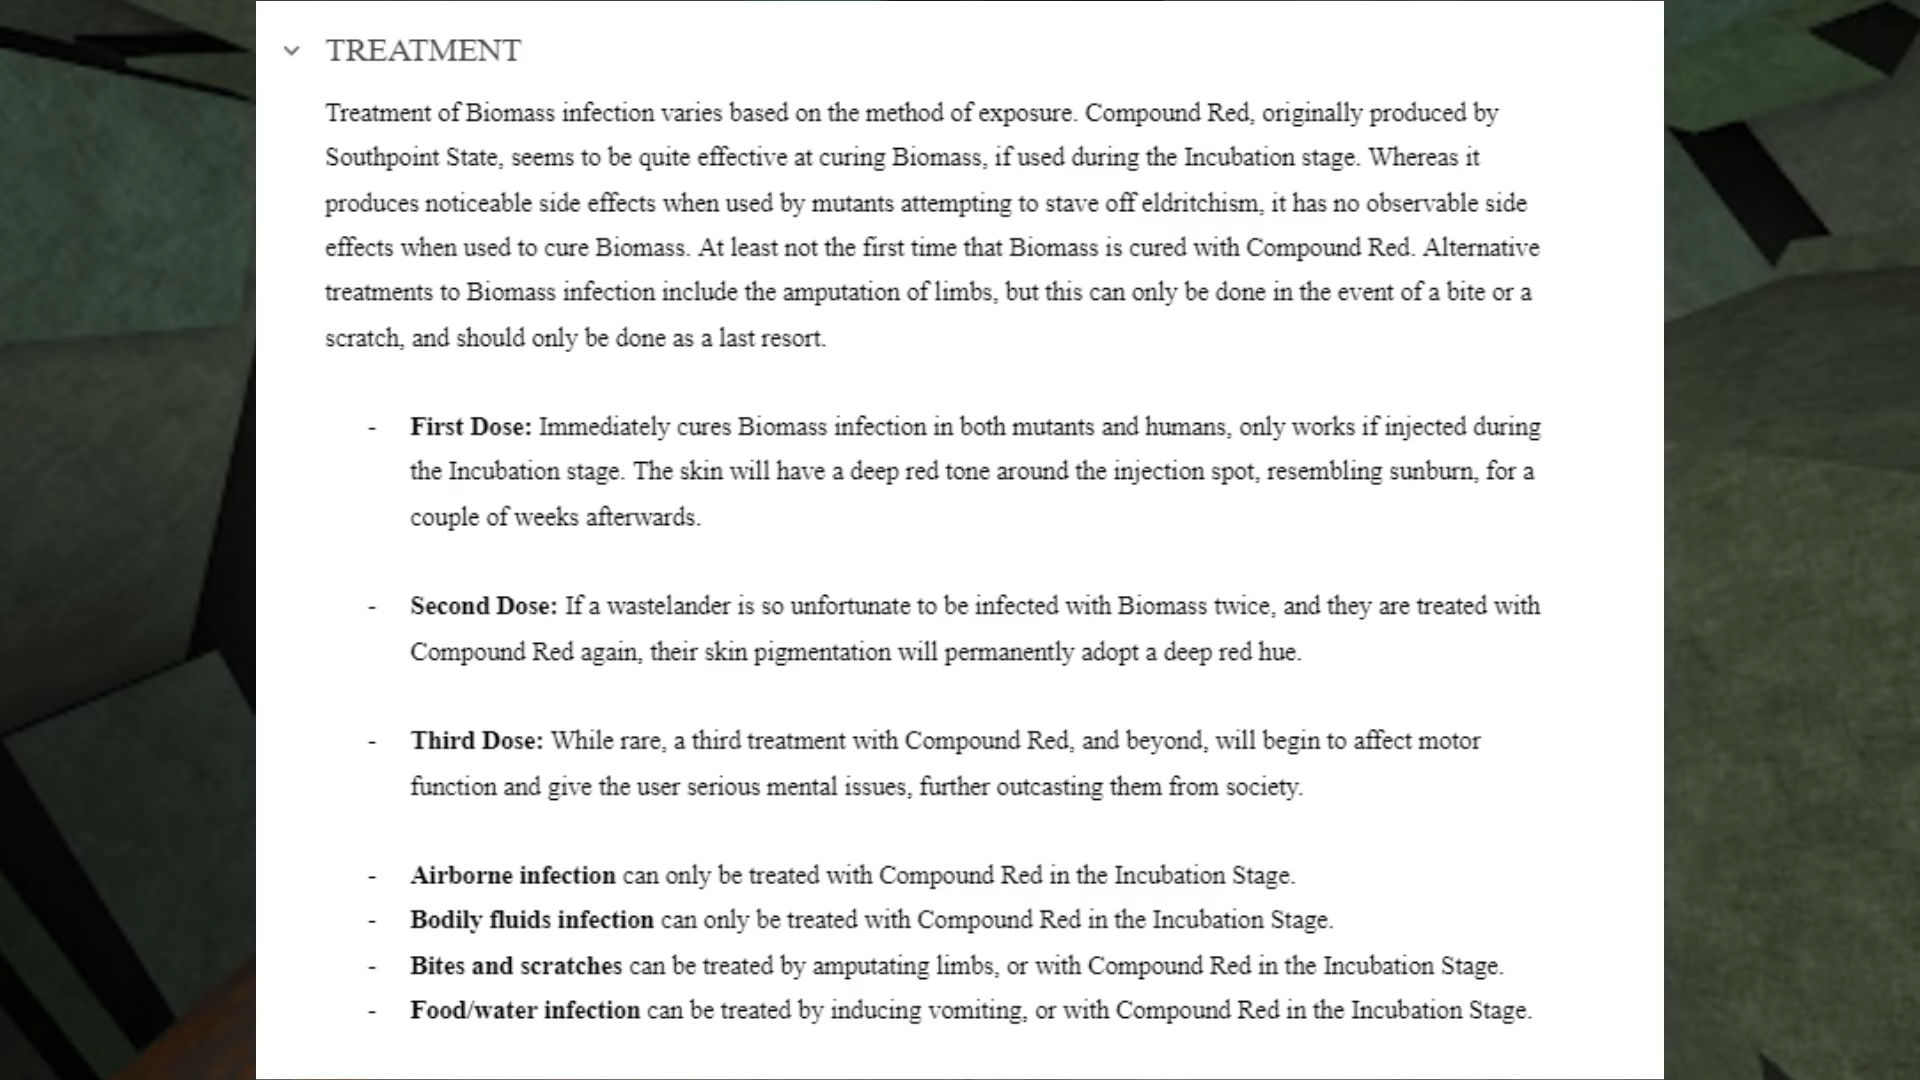 TREATMENT
Treatment of Biomass infection varies based on the method of exposure. Compound Red, originally produced by
Southpoint State, seems to be quite effective at curing Biomass, if used during the Incubation stage. Whereas it
produces noticeable side effects when used by mutants attempting to stave off eldritchism, it has no observable side
effects when used to cure Biomass. At least not the first time that Biomass is cured with Compound Red. Alternative
treatments to Biomass infection include the amputation of limbs, but this can only be done in the event of a bite or a
scratch, and should only be done as a last resort.
- First Dose: Immediately cures Biomass infection in both mutants and humans, only works if injected during
the Incubation stage. The skin will have a deep red tone around the injection spot, resembling sunburn, for a
couple of weeks afterwards.
- Second Dose: If a wastelander is so unfortunate to be infected with Biomass twice, and they are treated with
Compound Red again, their skin pigmentation will permanently adopt a deep red hue.
- Third Dose: While rare, a third treatment with Compound Red, and beyond, will begin to affect motor
function and give the user serious mental issues, further outcasting them from society.
- Airborne infection can only be treated with Compound Red in the Incubation Stage.
- Bodily fluids infection can only be treated with Compound Red in the Incubation Stage.
- Bites and scratches can be treated by amputating limbs, or with Compound Red in the Incubation Stage.
- Food/water infection can be treated by inducing vomiting, or with Compound Red in the Incubation Stage.